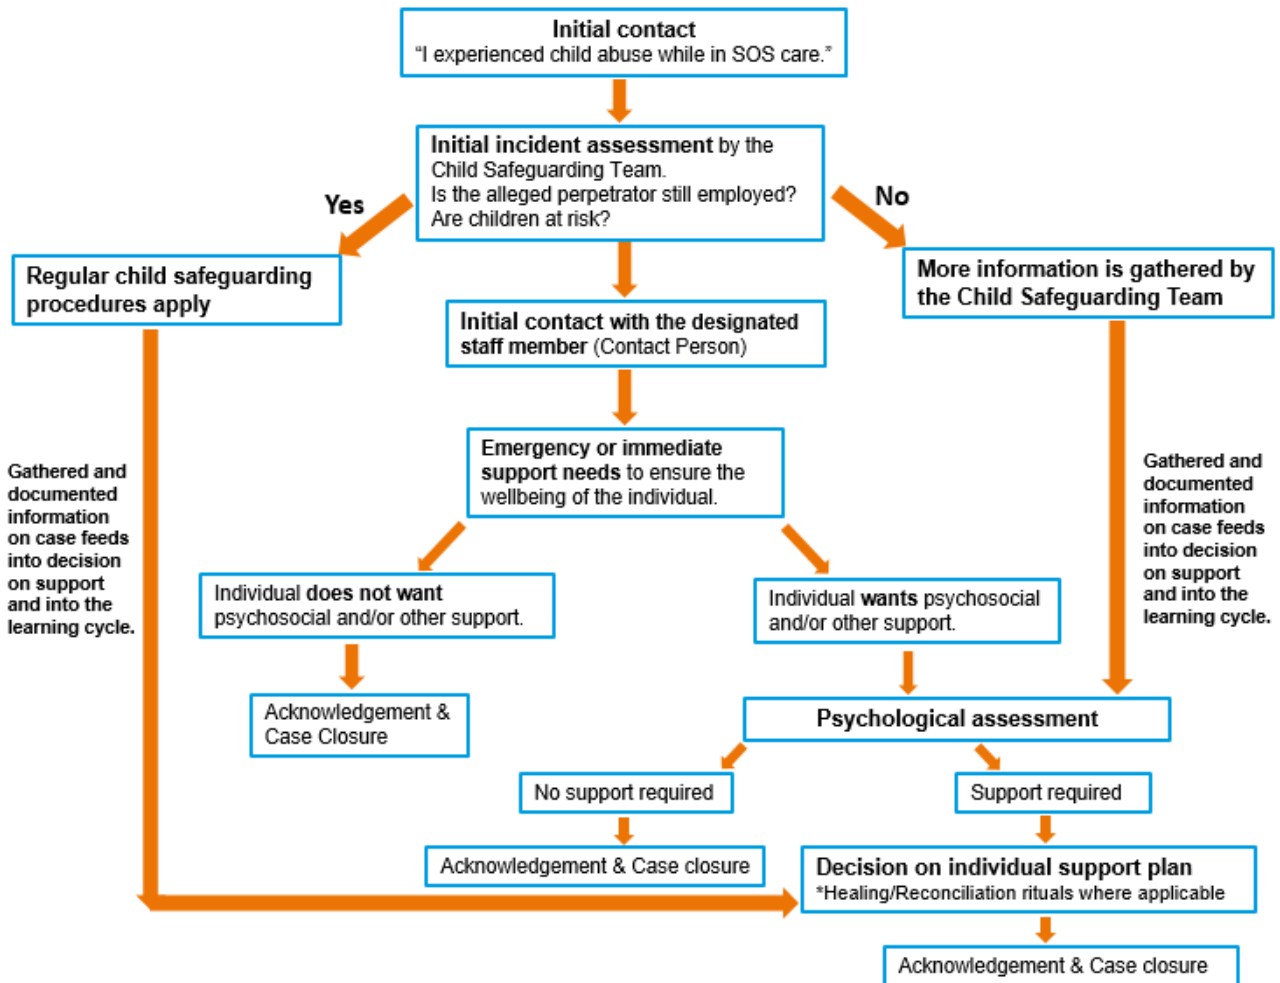 Initial contact
“I experienced child abuse while in SOS care.”
Initial incident assessment by the
Child Safeguarding Team.
Is the alleged perpetrator still employed?
Are children at risk?
Yes
No
Regular child safeguarding
procedures apply
More information is gathered by
the Child Safeguarding Team
Initial contact with the designated
staff member (Contact Person)
Emergency or immediate
support needs to ensure the
wellbeing of the individual.
Gathered and
documented
information
on case feeds
into decision
on support
and into the
learning cycle.
Gathered and
documented
information
on case feeds
into decision
on support
and into the
learning cycle.
Individual does not want
psychosocial and/or other support.
Individual wants psychosocial
and/or other support.
Acknowledgement &
Case Closure
Psychological assessment
No support required
Support required
Acknowledgement & Case closure
Decision on individual support plan
*Healing/Reconciliation rituals where applicable
Acknowledgement & Case closure